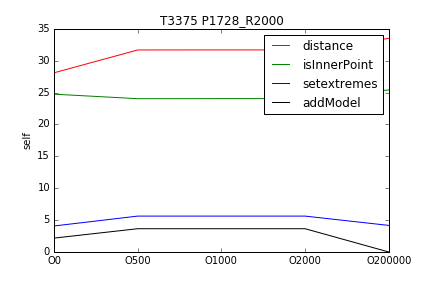 T3375 P1728_R2000
35
30
25
20
15
10
5
0
self
distance
isInnerPoint
setextremes
addModel
O0 O500 O1000 O2000 O200000